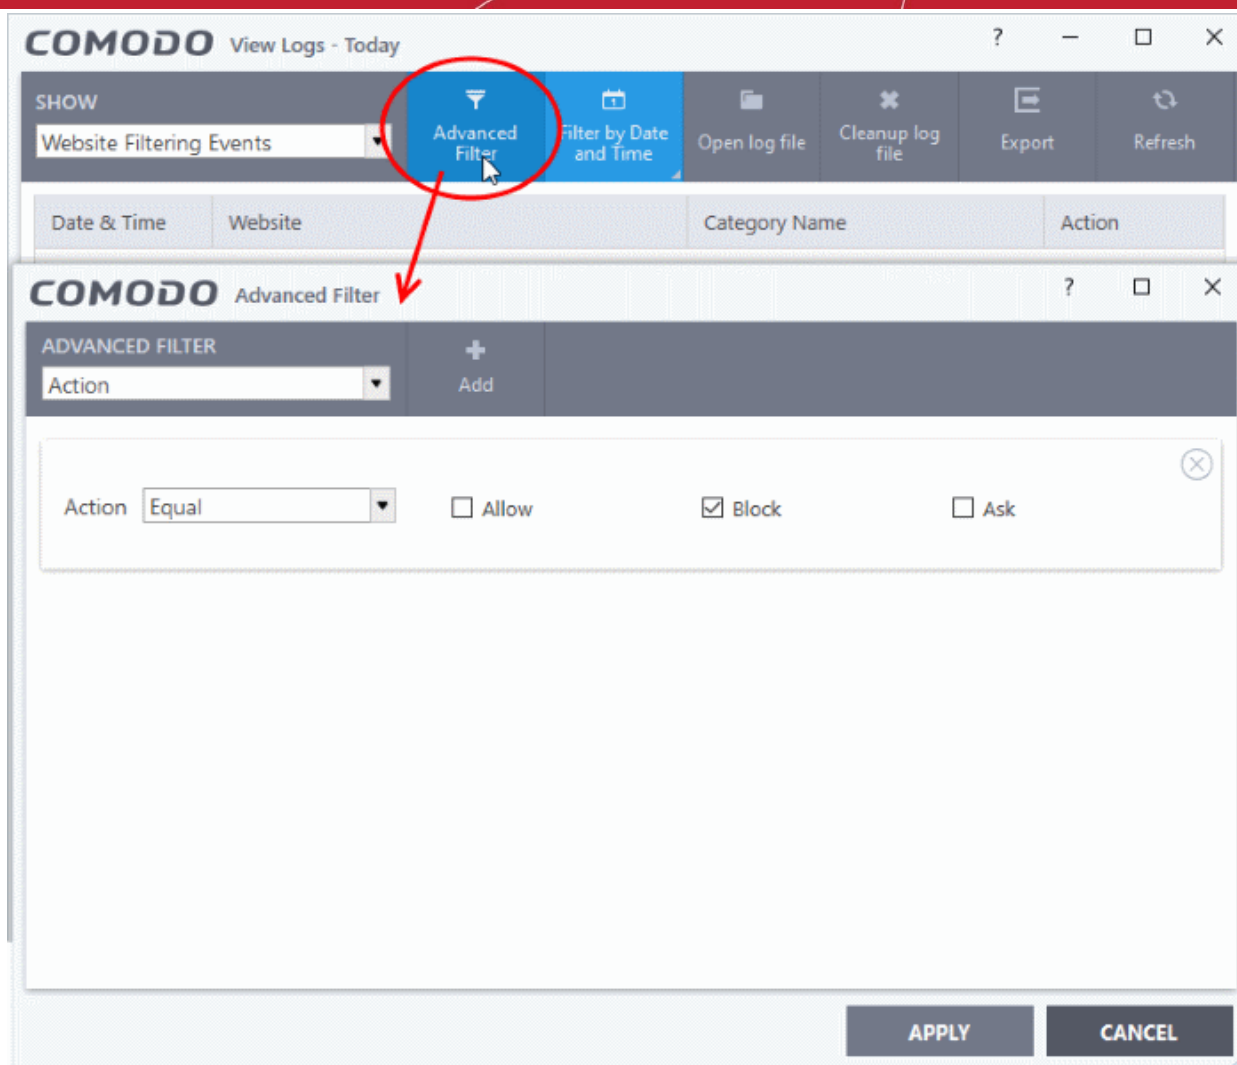 COMODO View Logs - Today ?
SHOW
Website Filtering Events
Advanced
Filter
Filter by Date
and Time
Open log file
Cleanup log
file
Export
Refresh
Date & Time Website Category Name Action
COMODO Advanced Filter ?
ADVANCED FILTER
Action
Add
Action Equal Allow Block Ask
APPLY CANCEL